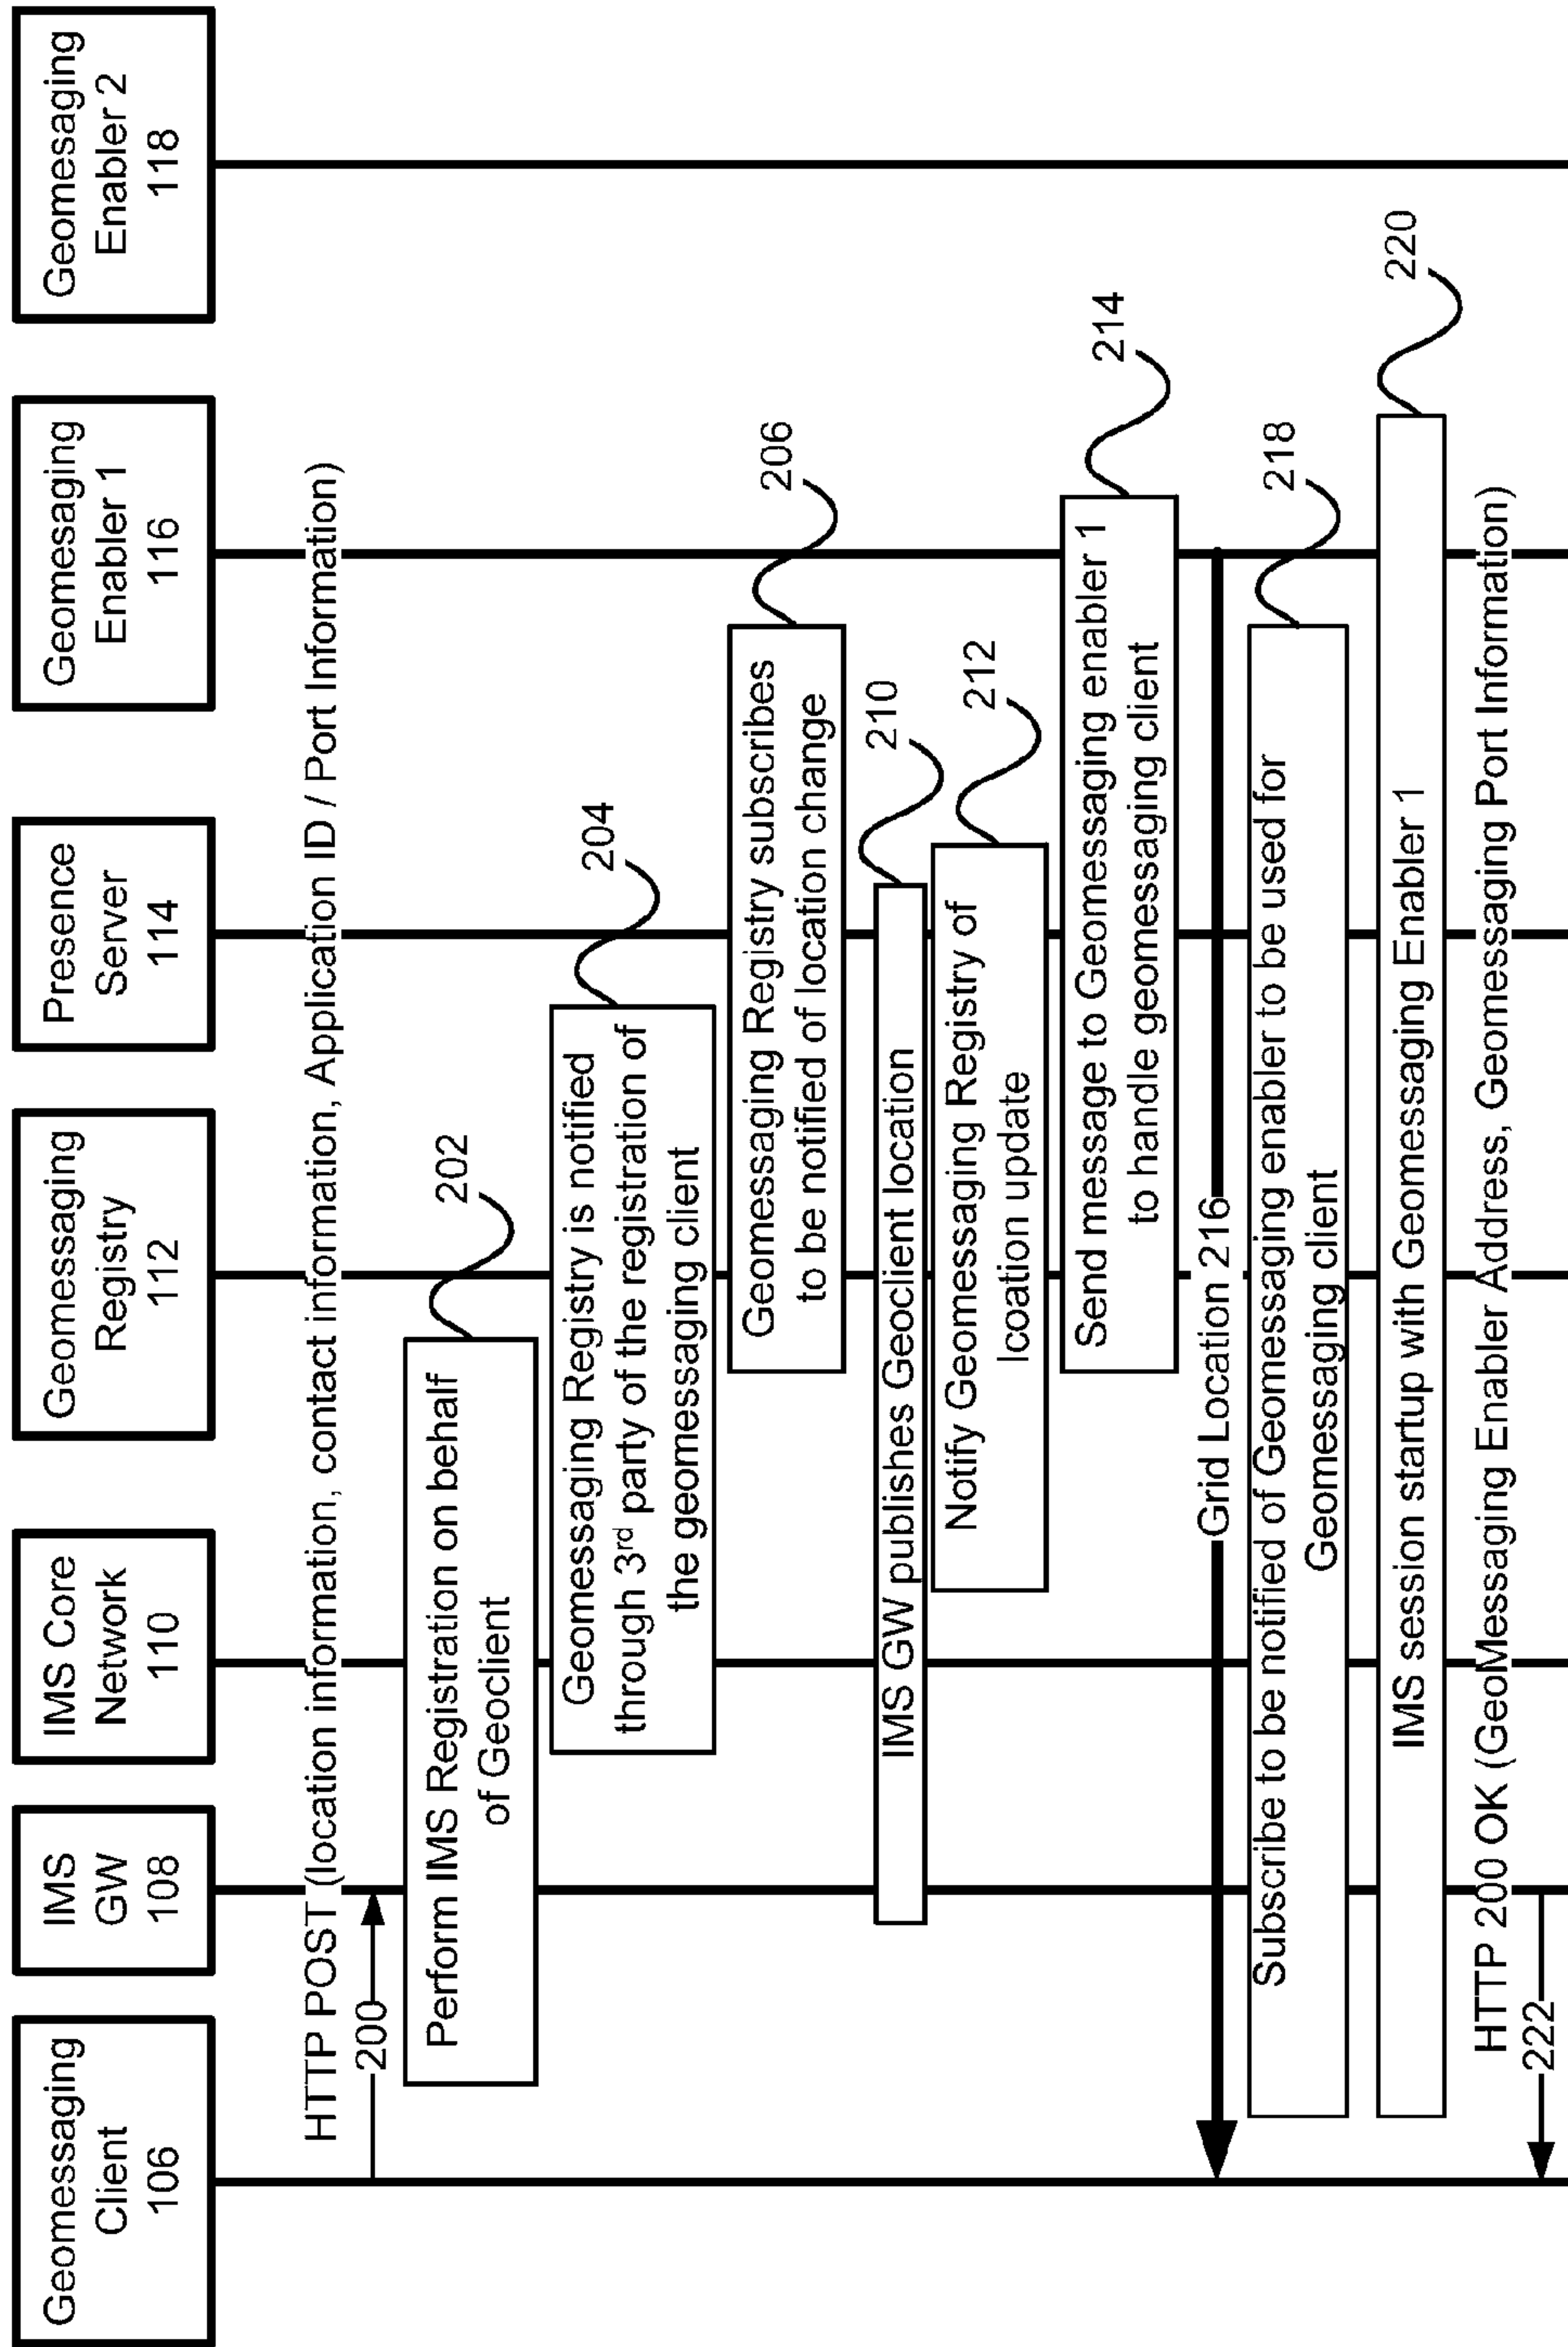 Geomesaging
Client
106
IMS
GW
108
IMS Core
Network
110
Geomessaging
Registry
112
Presence
Server
114
Geomesaging
Enabler 1
116
Geomesaging
Enabler 2
118
HTTP POST (location information, contact information, Application ID / Port Information)
200
Perform IMS Registration on behalf
of Geoclient
202
Geomessaging Registry is notified
through 3rd party of the registration of
the geomessaging client
204
Geomessaging Registry subscribes
to be notified of location change
206
IMS GW publishes Geoclient location
210
Notify Geomessaging Registry of
lcoation update
212
Send message to Geomessaging enabler 1
to handle geomessaging client
214
Grid Location 216
Subscribe to be notified of Geomessaging enabler to be used for
Geomessaging client
218
IMS session startup with Geomessaging Enabler 1
220
HTTP 200 OK (GeoMessaging Enabler Address, Geomessaging Port Information)
222